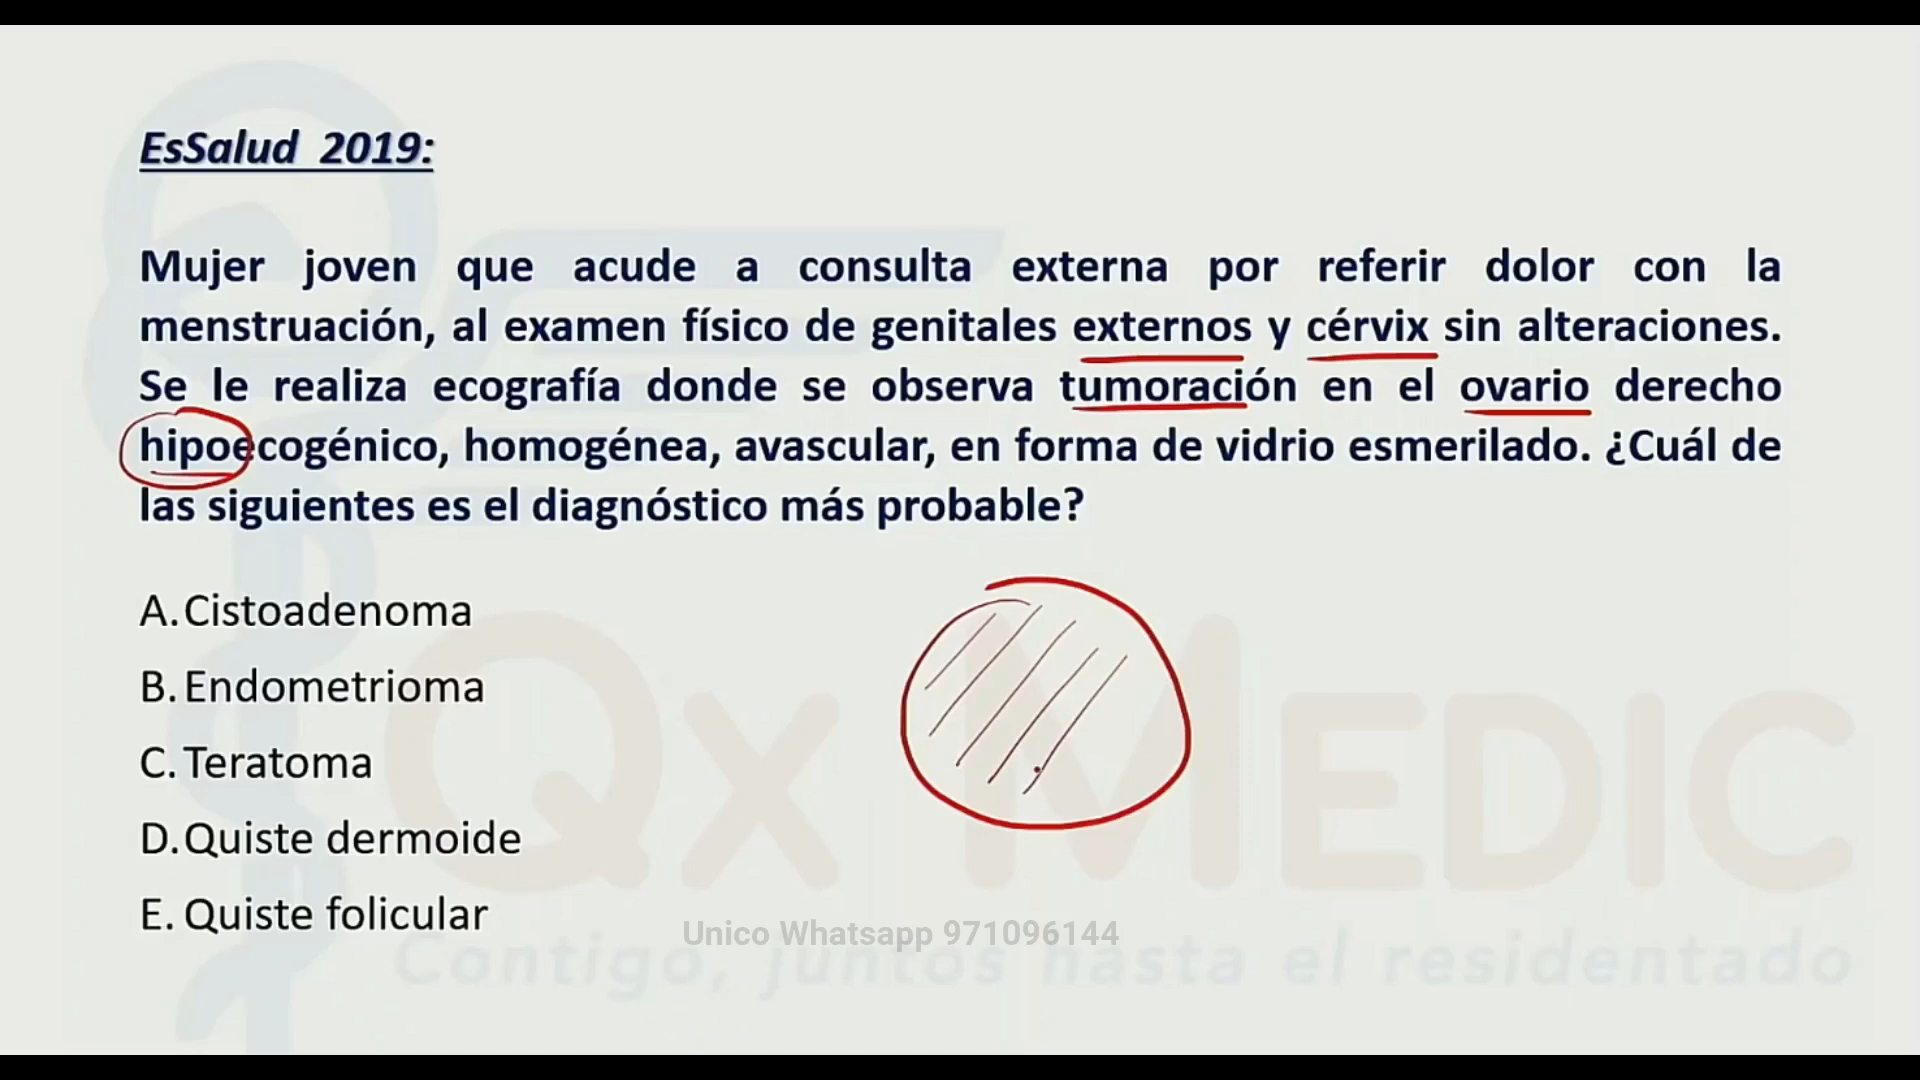 EsSalud 2019:
Mujer joven que acude a consulta externa por referir dolor con la
menstruación, al examen físico de genitales externos y cérvix sin alteraciones.
Se le realiza ecografía donde se observa tumoración en el ovario derecho
hipoecogénico, homogénea, avascular, en forma de vidrio esmerilado. ¿Cuál de
las siguientes es el diagnóstico más probable?
A. Cistoadenoma
B. Endometrioma
C. Teratoma
D. Quiste dermoide
E. Quiste folicular
QX MEDIC
Unico Whatsapp 971096144
Contigo, juntos hasta el residentado